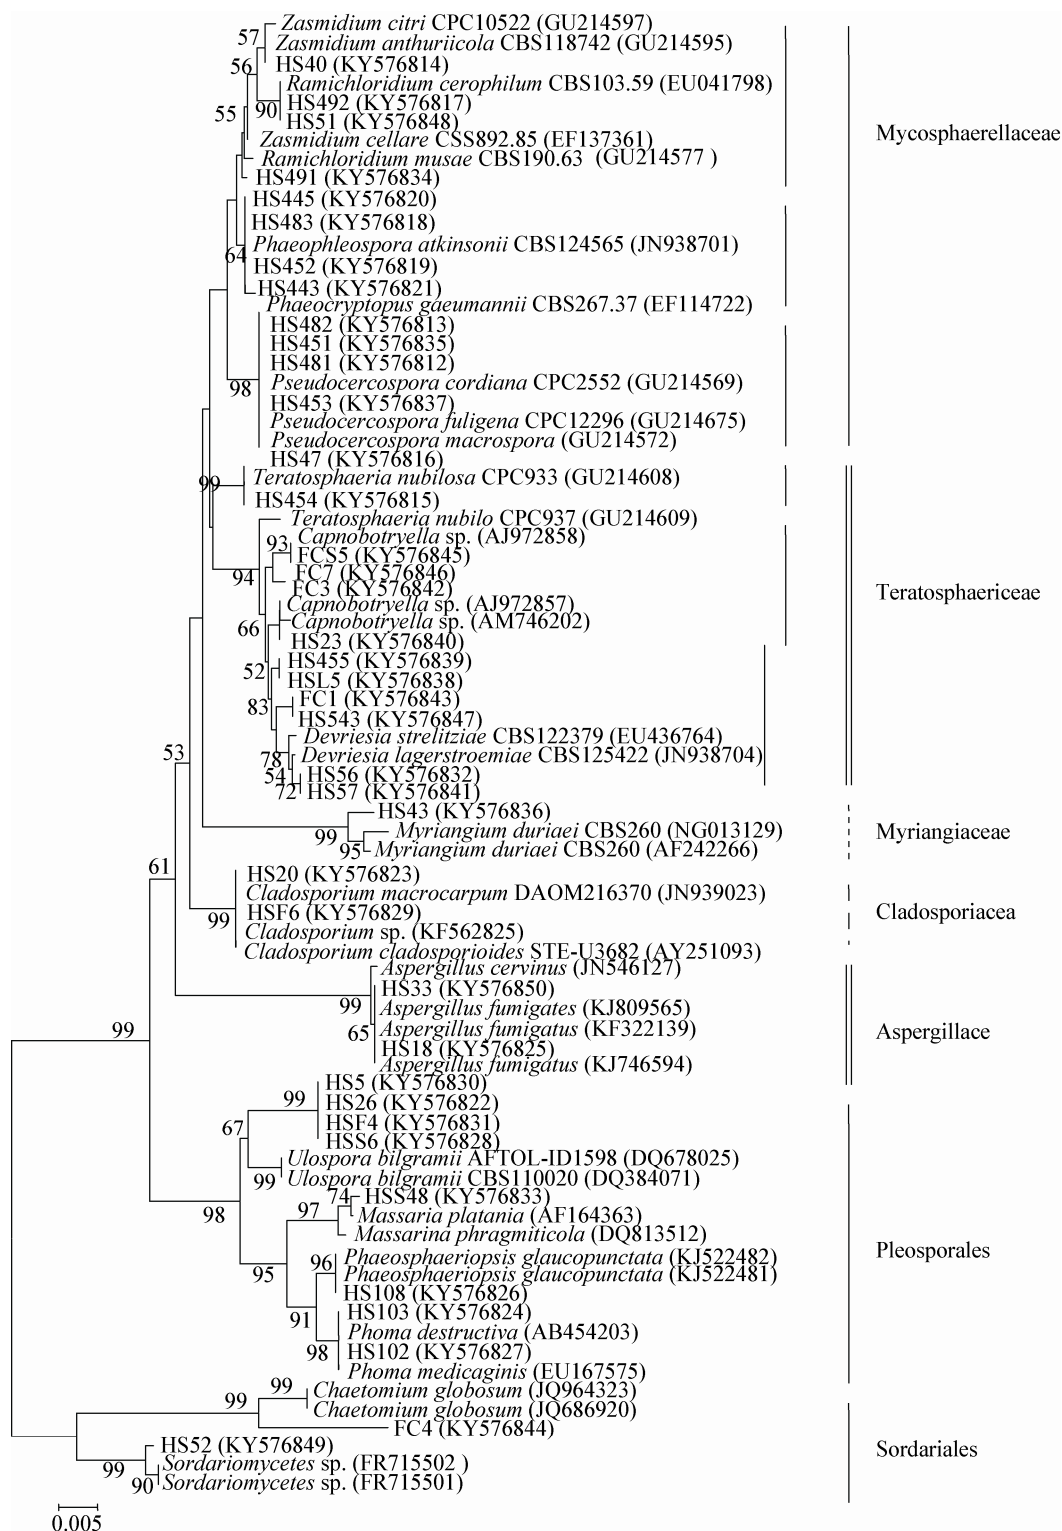 Zasmidium citri CPC10522 (GU214597)
57
Zasmidium anthuriicola CBS118742 (GU214595)
HS40 (KY576814)
56
Ramichloridium cerophilum CBS103.59 (EU041798)
HS492 (KY576817)
90
55
HS51 (KY576848)
Mycosphaerellaceae
Zasmidium cellare CSS892.85 (EF137361)
Ramichloridium musae CBS190.63 (GU214577 )
HS491 (KY576834)
HS445 (KY576820)
HS483 (KY576818)
Phaeophleospora atkinsonii CBS124565 (JN938701)
64
HS452 (KY576819)
HS443 (KY576821)
Phaeocryptopus gaeumannii CBS267.37 (EF114722)
HS482 (KY576813)
HS451 (KY576835)
HS481 (KY576812)
Pseudocercospora cordiana CPC2552 (GU214569)
98
HS453 (KY576837)
Pseudocercospora fuligena CPC12296 (GU214675)
Pseudocercospora macrospora (GU214572)
HS47 (KY576816)
Teratosphaeria nubilosa CPC933 (GU214608)
99
HS454 (KY576815)
Teratosphaeria nubilo CPC937 (GU214609)
Capnobotryella sp. (AJ972858)
93
FCS5 (KY576845)
FC7 (KY576846)
94
FC3 (KY576842)
Teratosphaericeae
Capnobotryella sp. (AJ972857)
Capnobotryella sp. (AM746202)
66
HS23 (KY576840)
HS455 (KY576839)
52
HSL5 (KY576838)
FC1 (KY576843)
83
HS543 (KY576847)
Devriesia strelitziae CBS122379 (EU436764)
Devriesia lagerstroemiae CBS125422 (JN938704)
53
78
HS56 (KY576832)
54
HS57 (KY576841)
72
HS43 (KY576836)
Myriangium duriaei CBS260 (NG013129)
Myriangiaceae
99
Myriangium duriaei CBS260 (AF242266)
95
61
HS20 (KY576823)
Cladosporium macrocarpum DAOM216370 (JN939023)
HSF6 (KY576829)
Cladosporiacea
99
Cladosporium sp. (KF562825)
Cladosporium cladosporioides STE-U3682 (AY251093)
Aspergillus cervinus (JN546127)
HS33 (KY576850)
99
Aspergillus fumigates (KJ809565)
Aspergillus fumigatus (KF322139)
Aspergillace
65
99
HS18 (KY576825)
Aspergillus fumigatus (KJ746594)
HS5 (KY576830)
99
HS26 (KY576822)
HSF4 (KY576831)
67
HSS6 (KY576828)
Ulospora bilgramii AFTOL-ID1598 (DQ678025)
Ulospora bilgramii CBS110020 (DQ384071)
99
HSS48 (KY576833)
74
97
Massaria platania (AF164363)
98
Massarina phragmiticola (DQ813512)
Pleosporales
Phaeosphaeriopsis glaucopunctata (KJ522482)
96
Phaeosphaeriopsis glaucopunctata (KJ522481)
95
HS108 (KY576826)
HS103 (KY576824)
91
Phoma destructiva (AB454203)
HS102 (KY576827)
98
Phoma medicaginis (EU167575)
99
Chaetomium globosum (JQ964323)
99
Chaetomium globosum (JQ686920)
FC4 (KY576844)
HS52 (KY576849)
Sordariales
Sordariomycetes sp. (FR715502 )
99
Sordariomycetes sp. (FR715501)
90
0.005